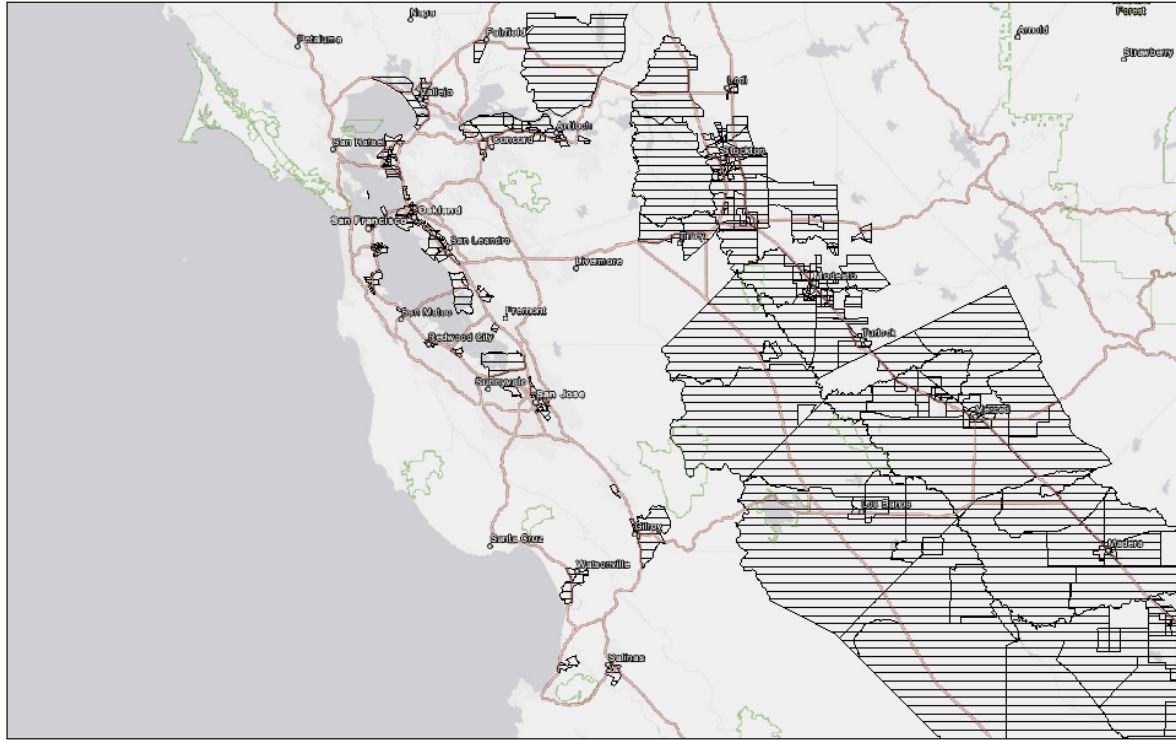 Napa
Forest
Petaluma
Fairfield
Arnold
Strawberry
Lodi
Vallejo
Antioch
Concord
San Rafael
Stockton
Oakland
San Francisco
San Leandro
Tracy
Livermore
Modesto
San Mateo
Fremont
Turlock
Redwood City
Sunnyvale
San Jose
Merced
Los Banos
Gilroy
Santa Cruz
Madera
Watsonville
Salinas